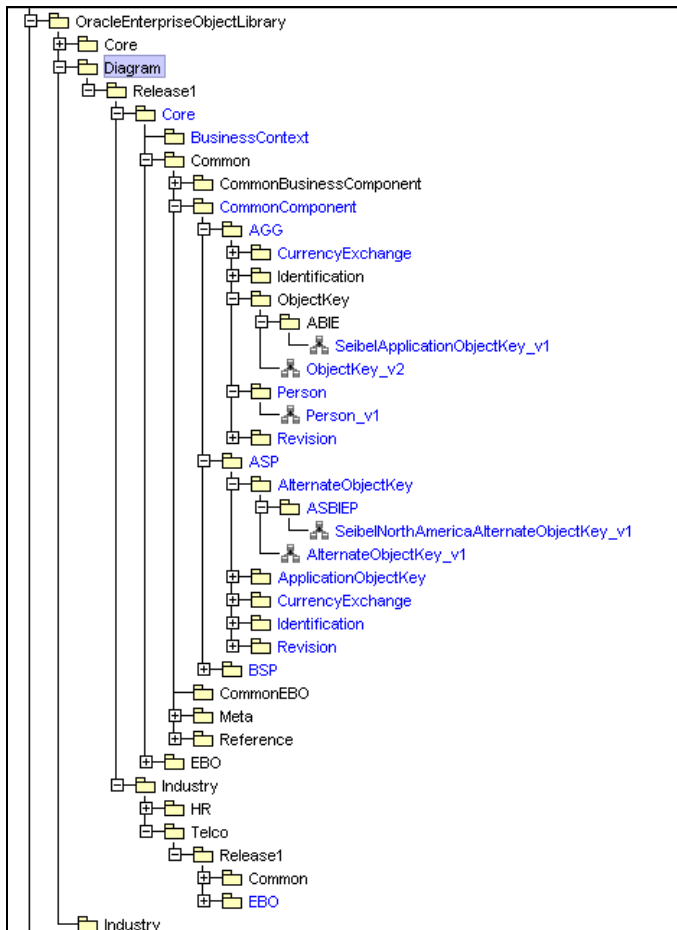 OracleEnterpriseObjectLibrary
Core
Diagram
Release1
Core
BusinessContext
Common
CommonBusinessComponent
CommonComponent
AGG
CurrencyExchange
Identification
ObjectKey
ABIE
SeibelApplicationObjectKey_v1
ObjectKey_v2
Person
Person_v1
Revision
ASP
AlternateObjectKey
ASBIEP
SeibelNorthAmericaAlternateObjectKey_v1
AlternateObjectKey_v1
ApplicationObjectKey
CurrencyExchange
Identification
Revision
BSP
CommonEBO
Meta
Reference
EBO
Industry
HR
Telco
Release1
Common
EBO
Industry